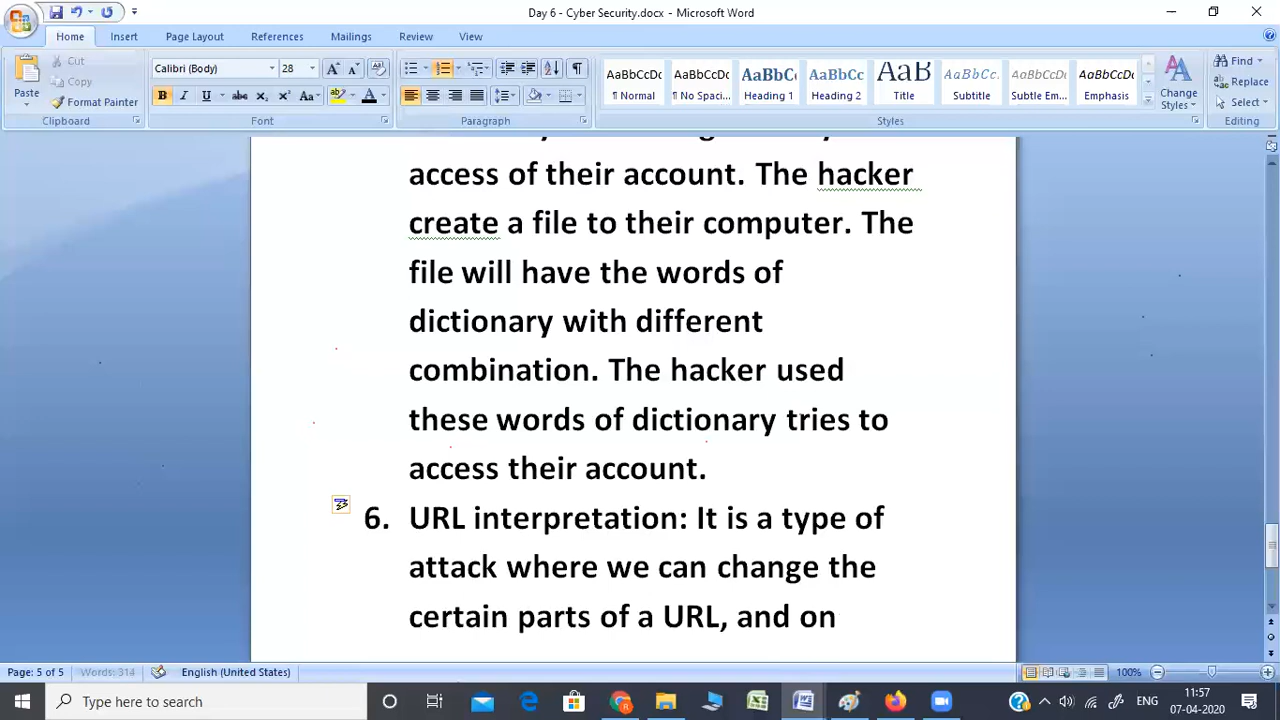 Day 6 - Cyber Security.docx - Microsoft Word
Home Insert Page Layout References Mailings Review View
Cut
Copy
Format Painter
Paste
Clipboard
Calibri (Body) 28
Font
Paragraph
AaBbCcDc AaBbCcDc AaBbCc AaBbCc AaB AaBbCc. AaBbCcDc AaBbCcDc
¶ Normal ¶ No Spaci... Heading 1 Heading 2 Title Subtitle Subtle Em... Emphasis
Change Styles
Styles
Find
Replace
Select
Editing
access of their account. The hacker
create a file to their computer. The
file will have the words of
dictionary with different
combination. The hacker used
these words of dictionary tries to
access their account.
6. URL interpretation: It is a type of
attack where we can change the
certain parts of a URL, and on
Page: 5 of 5 Words: 314 English (United States) 100%
Type here to search
ENG
11:57
07-04-2020